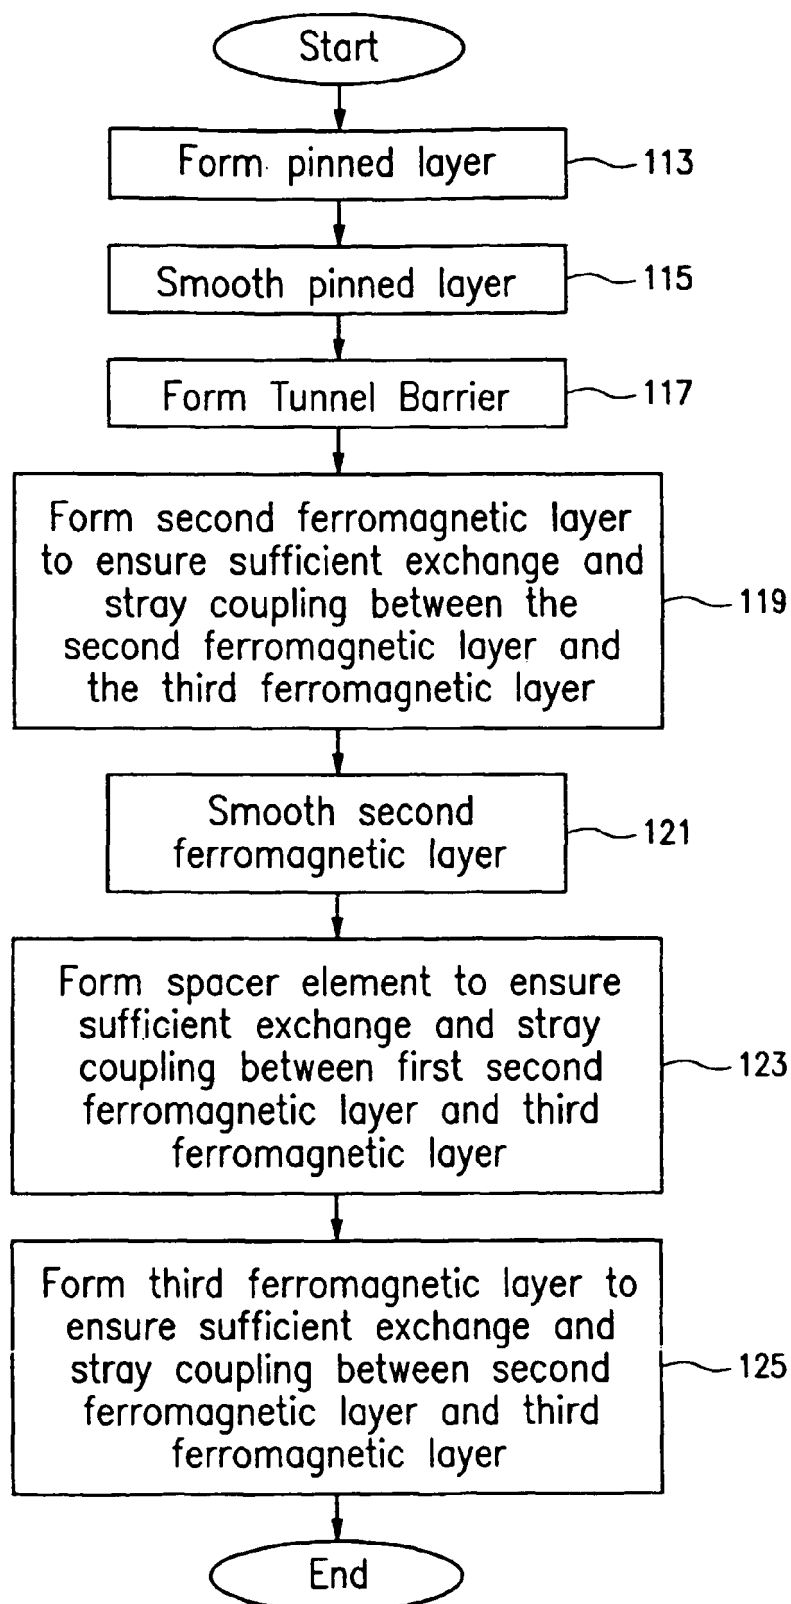 Start
Form pinned layer
113
Smooth pinned layer
115
Form Tunnel Barrier
117
Form second ferromagnetic layer
to ensure sufficient exchange and
stray coupling between the
second ferromagnetic layer and
the third ferromagnetic layer
119
Smooth second
ferromagnetic layer
121
Form spacer element to ensure
sufficient exchange and stray
coupling between first second
ferromagnetic layer and third
ferromagnetic layer
123
Form third ferromagnetic layer to
ensure sufficient exchange and
stray coupling between second
ferromagnetic layer and third
ferromagnetic layer
125
End